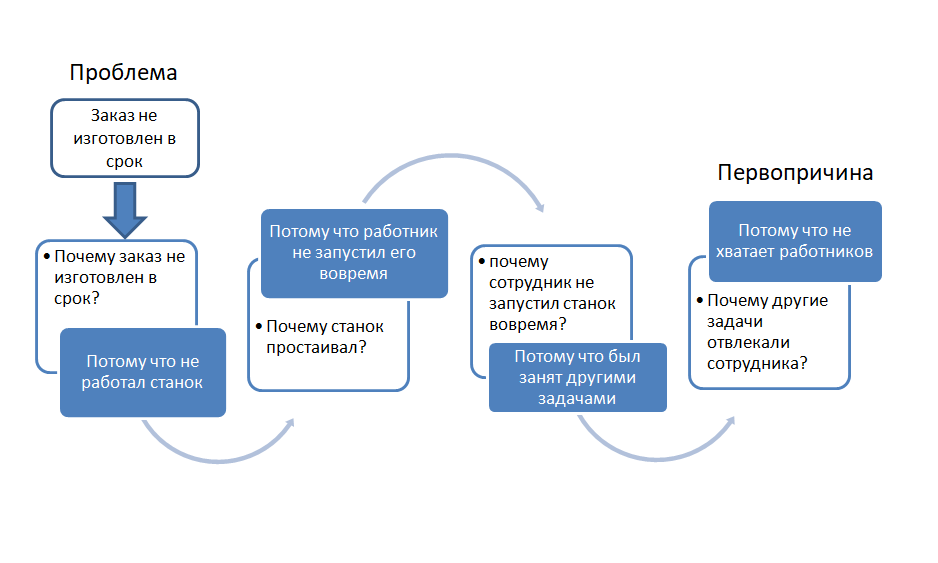 Проблема
Заказ не
изготовлен в
срок
• Почему заказ не
изготовлен в
срок?
Потому что не
работал станок
Потому что работник
не запустил его
вовремя
• Почему станок
простаивал?
• почему
сотрудник не
запустил станок
вовремя?
Потому что был
занят другими
задачами
Первопричина
Потому что не
хватает работников
• Почему другие
задачи
отвлекали
сотрудника?